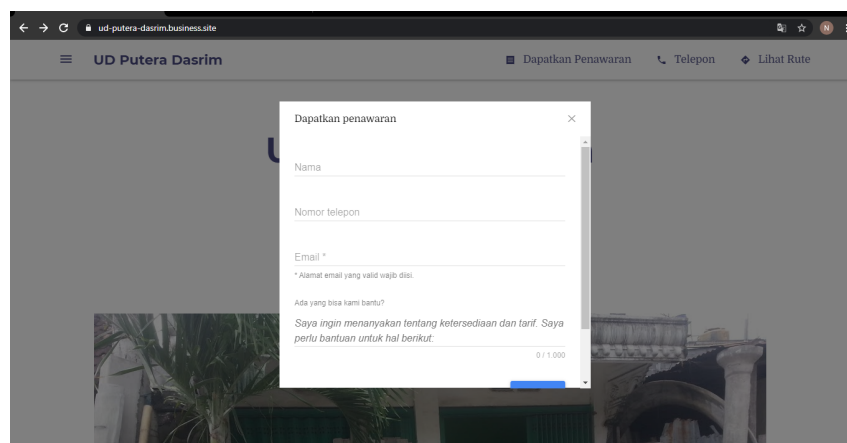 ud-putera-dasrim.business.site
N
UD Putera Dasrim
Dapatkan Penawaran
Telepon
Lihat Rute
Dapatkan penawaran
Nama
Nomor telepon
Email *
* Alamat email yang valid wajib diisi.
Ada yang bisa kami bantu?
Saya ingin menanyakan tentang ketersediaan dan tarif. Saya
perlu bantuan untuk hal berikut:
0 / 1.000